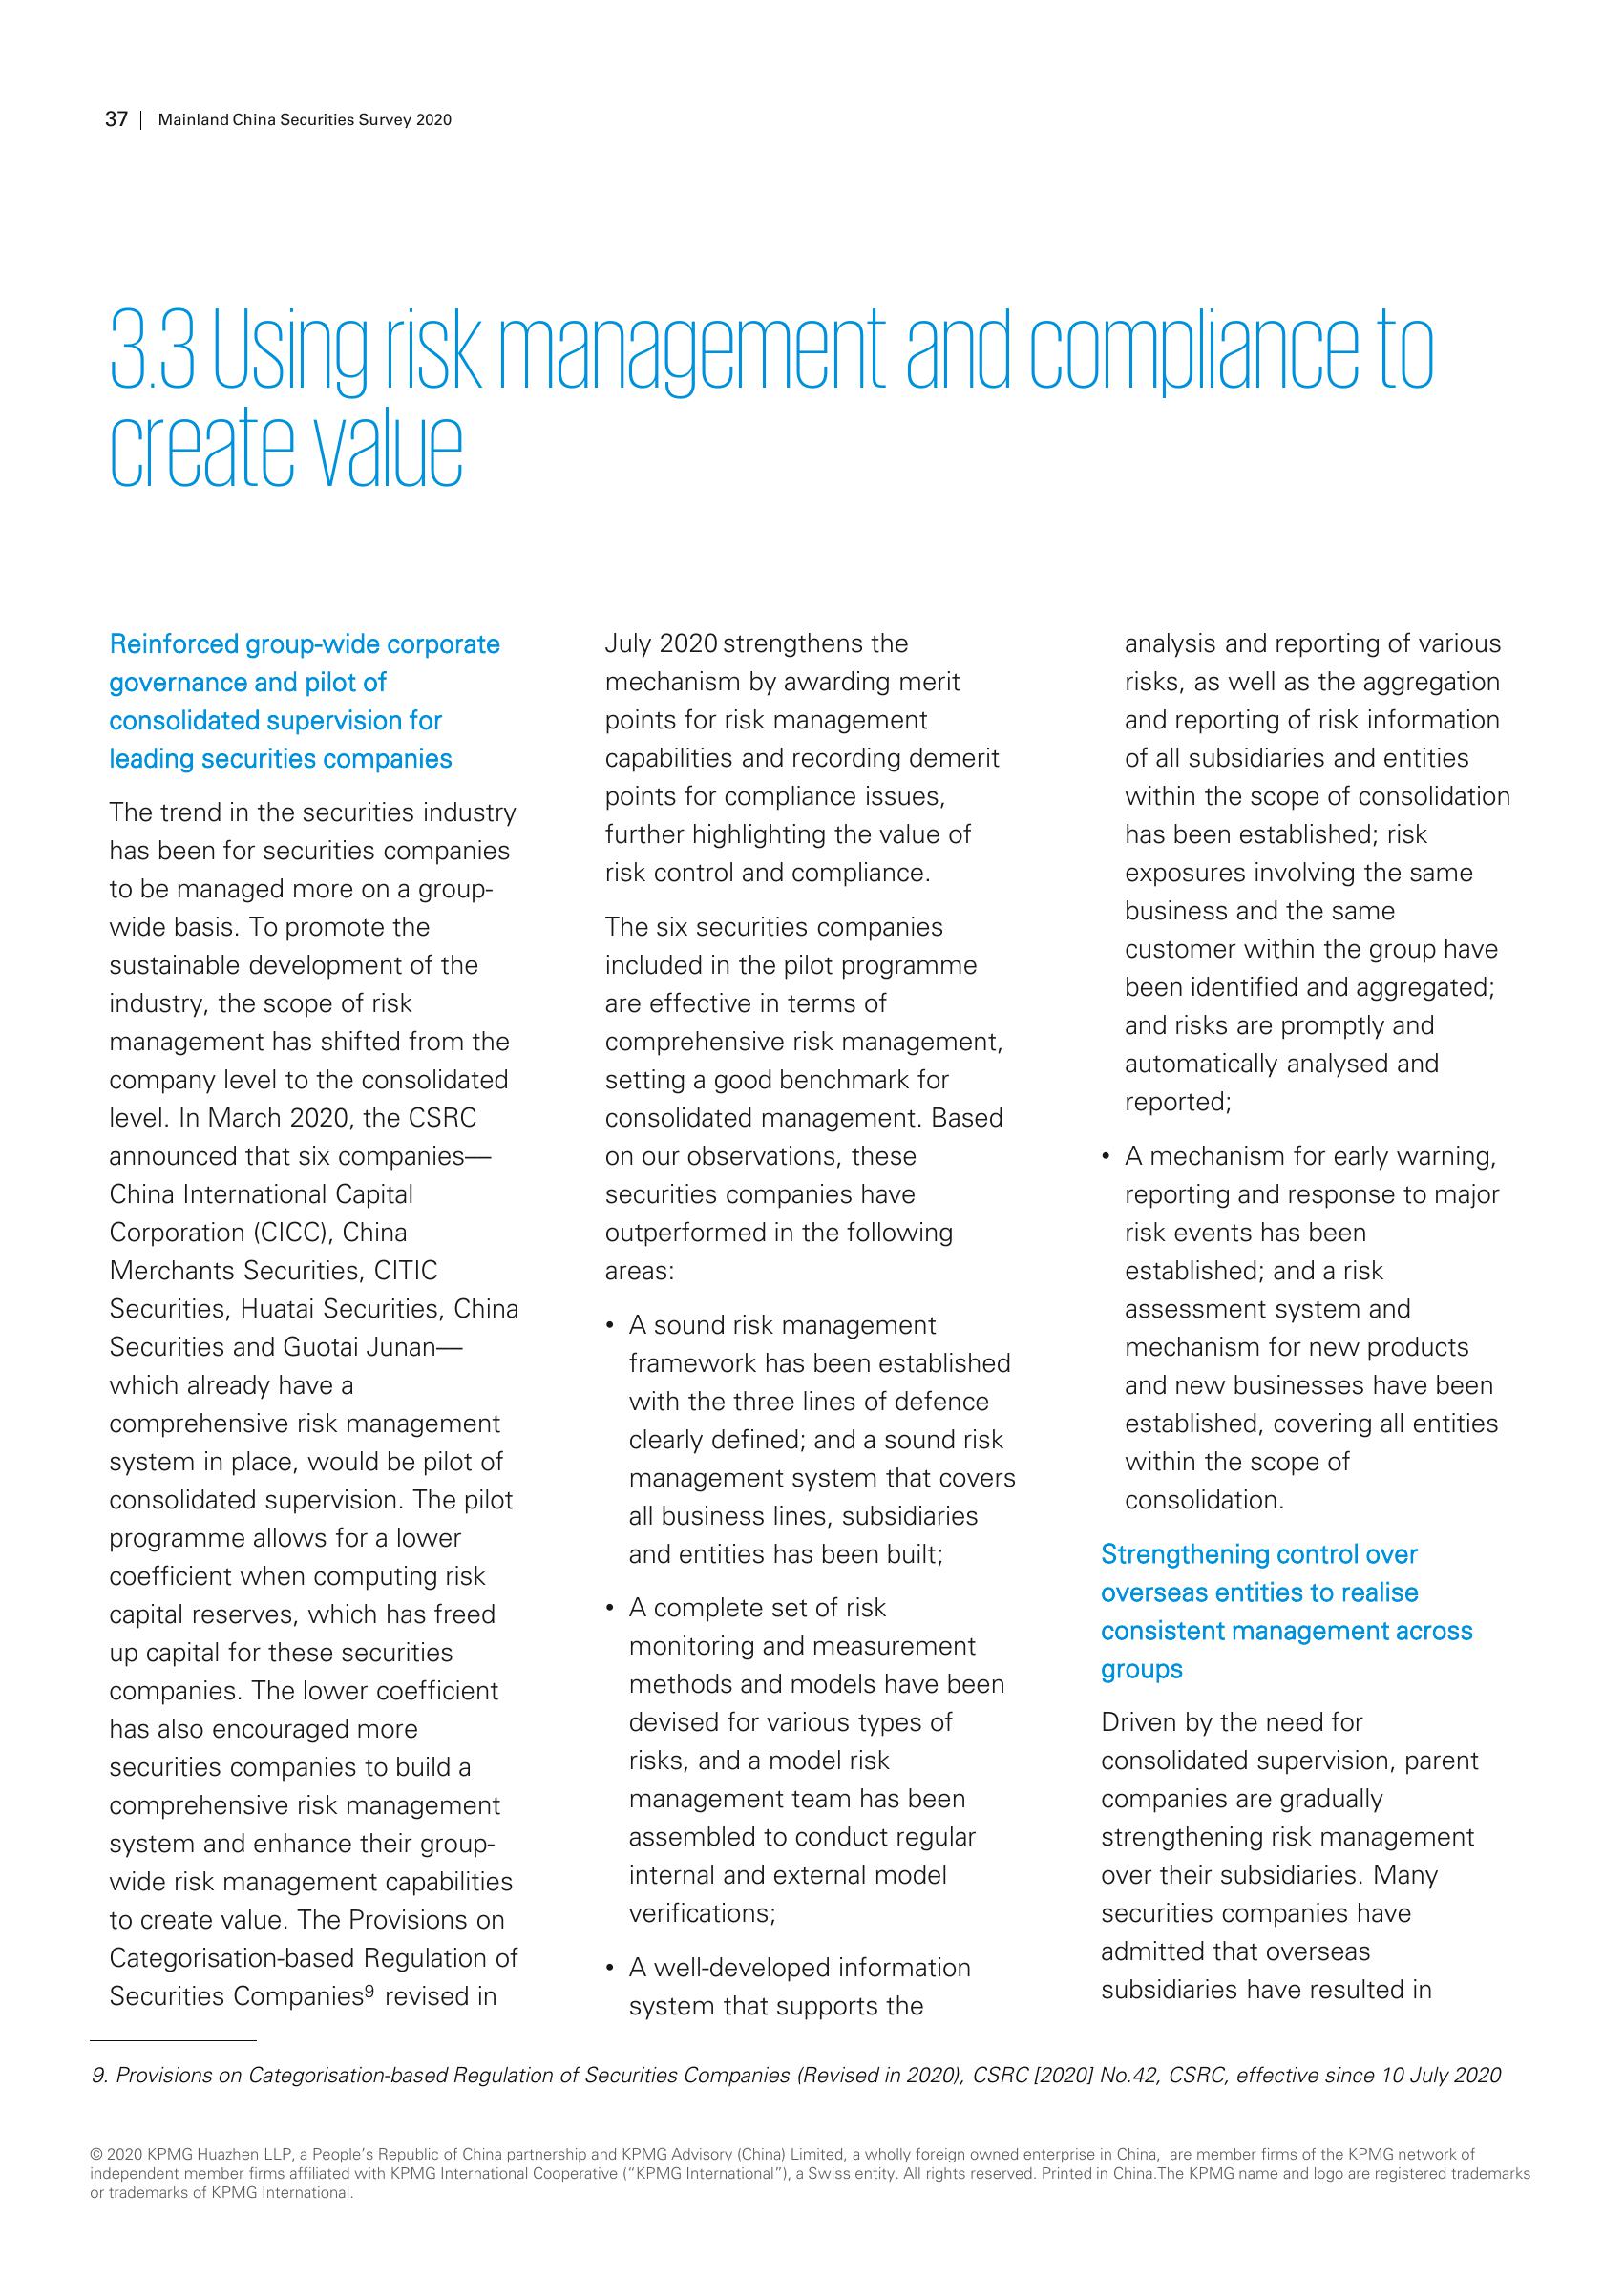 37 | Mainland China Securities Survey 2020
3.3 Using risk management and compliance to
create value
Reinforced group-wide corporate
governance and pilot of
consolidated supervision for
leading securities companies
The trend in the securities industry
has been for securities companies
to be managed more on a group-
wide basis. To promote the
sustainable development of the
industry, the scope of risk
management has shifted from the
company level to the consolidated
level. In March 2020, the CSRC
announced that six companies—
China International Capital
Corporation (CICC), China
Merchants Securities, CITIC
Securities, Huatai Securities, China
Securities and Guotai Junan—
which already have a
comprehensive risk management
system in place, would be pilot of
consolidated supervision. The pilot
programme allows for a lower
coefficient when computing risk
capital reserves, which has freed
up capital for these securities
companies. The lower coefficient
has also encouraged more
securities companies to build a
comprehensive risk management
system and enhance their group-
wide risk management capabilities
to create value. The Provisions on
Categorisation-based Regulation of
Securities Companies⁹ revised in
July 2020 strengthens the
mechanism by awarding merit
points for risk management
capabilities and recording demerit
points for compliance issues,
further highlighting the value of
risk control and compliance.
The six securities companies
included in the pilot programme
are effective in terms of
comprehensive risk management,
setting a good benchmark for
consolidated management. Based
on our observations, these
securities companies have
outperformed in the following
areas:
• A sound risk management
framework has been established
with the three lines of defence
clearly defined; and a sound risk
management system that covers
all business lines, subsidiaries
and entities has been built;
• A complete set of risk
monitoring and measurement
methods and models have been
devised for various types of
risks, and a model risk
management team has been
assembled to conduct regular
internal and external model
verifications;
• A well-developed information
system that supports the
analysis and reporting of various
risks, as well as the aggregation
and reporting of risk information
of all subsidiaries and entities
within the scope of consolidation
has been established; risk
exposures involving the same
business and the same
customer within the group have
been identified and aggregated;
and risks are promptly and
automatically analysed and
reported;
• A mechanism for early warning,
reporting and response to major
risk events has been
established; and a risk
assessment system and
mechanism for new products
and new businesses have been
established, covering all entities
within the scope of
consolidation.
Strengthening control over
overseas entities to realise
consistent management across
groups
Driven by the need for
consolidated supervision, parent
companies are gradually
strengthening risk management
over their subsidiaries. Many
securities companies have
admitted that overseas
subsidiaries have resulted in
9. Provisions on Categorisation-based Regulation of Securities Companies (Revised in 2020), CSRC [2020] No.42, CSRC, effective since 10 July 2020
© 2020 KPMG Huazhen LLP, a People’s Republic of China partnership and KPMG Advisory (China) Limited, a wholly foreign owned enterprise in China, are member firms of the KPMG network of
independent member firms affiliated with KPMG International Cooperative (“KPMG International”), a Swiss entity. All rights reserved. Printed in China.The KPMG name and logo are registered trademarks
or trademarks of KPMG International.